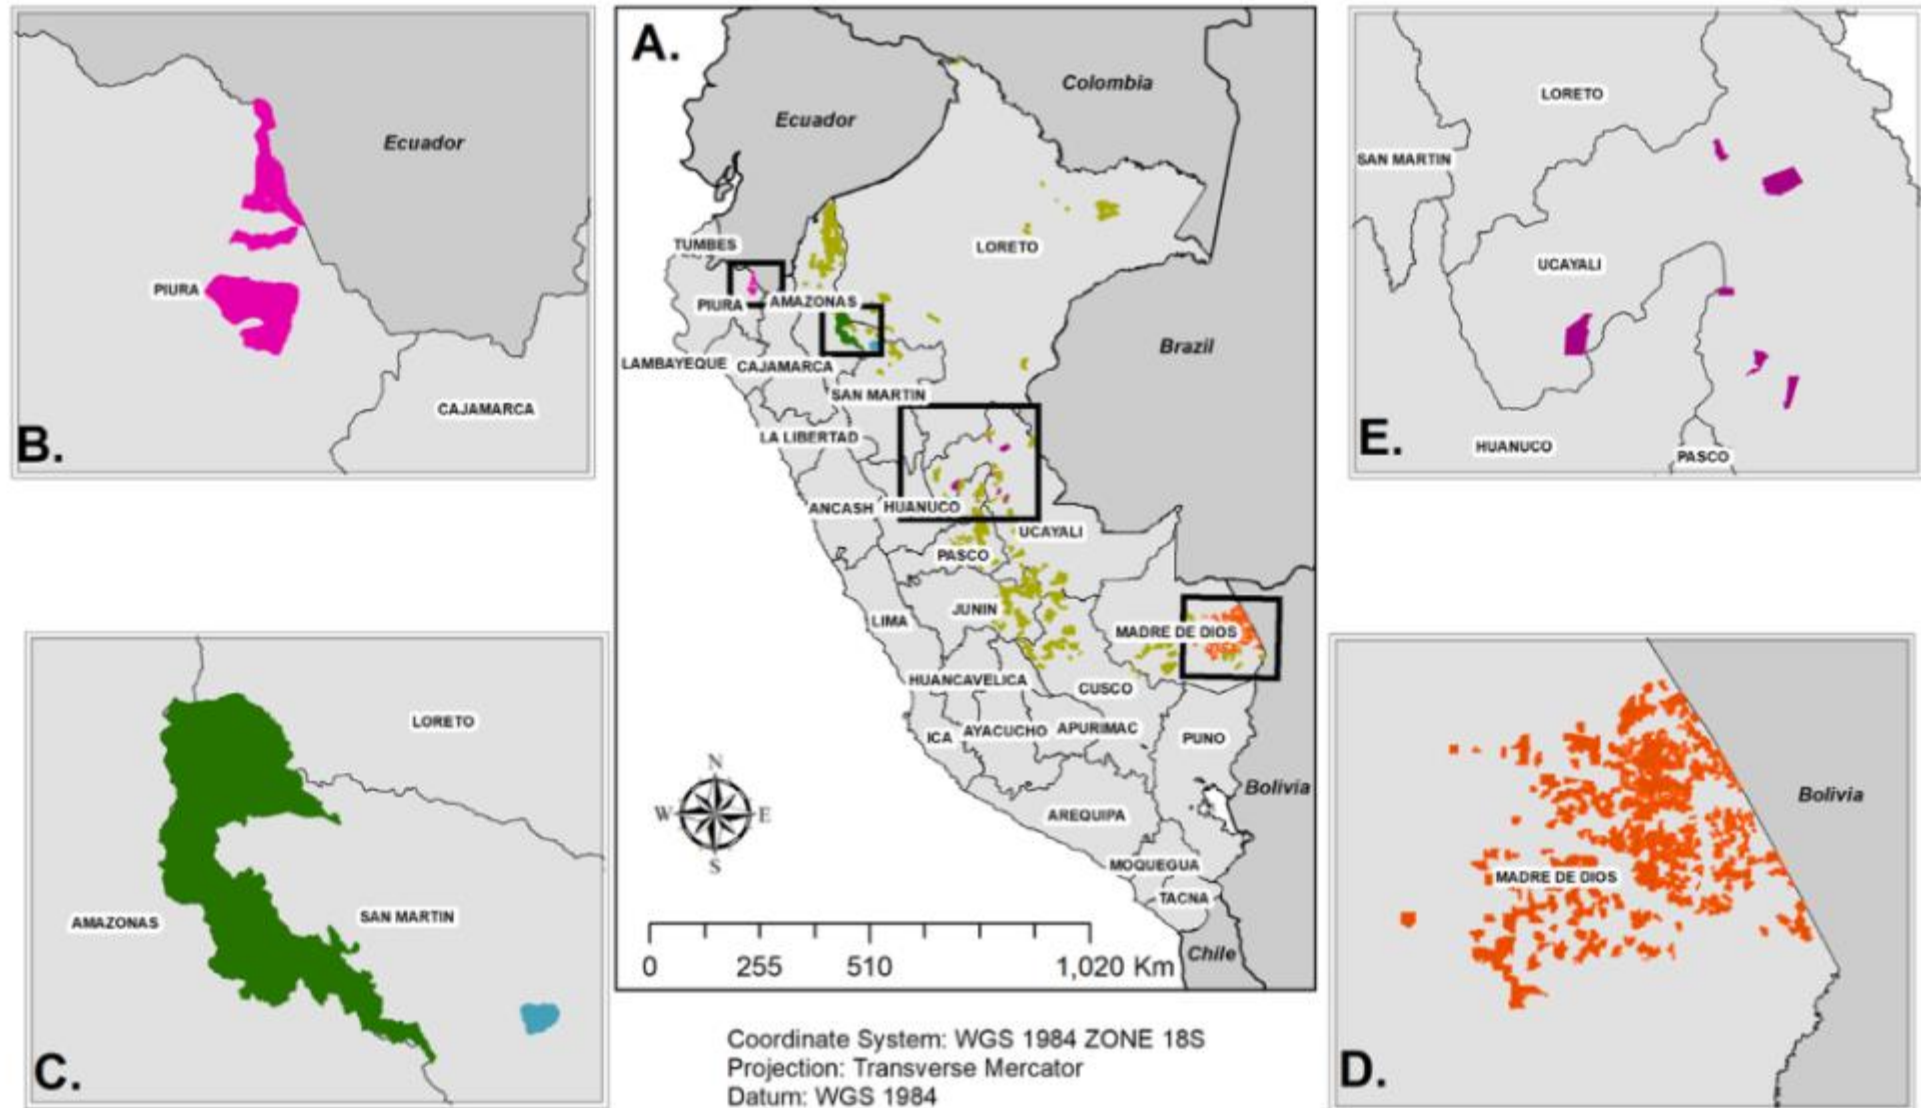 Ecuador
PIURA
CAJAMARCA
B.
A.
Colombia
Ecuador
TUMBES
LORETO
PIURA
AMAZONAS
Brazil
LAMBAYEQUE
CAJAMARCA
SAN MARTIN
LA LIBERTAD
ANCASH
HUANUCO
UCAYALI
PASCO
JUNIN
LIMA
MADRE DE DIOS
HUANCAVELICA
CUSCO
ICA
AYACUCHO
APURIMAC
PUNO
Bolivia
AREQUIPA
MOQUEGUA
TACNA
Chile
N
W
E
S
0 255 510 1,020 Km
LORETO
SAN MARTIN
UCAYALI
HUANUCO
PASCO
E.
LORETO
AMAZONAS
SAN MARTIN
C.
Bolivia
MADRE DE DIOS
D.
Coordinate System: WGS 1984 ZONE 18S
Projection: Transverse Mercator
Datum: WGS 1984